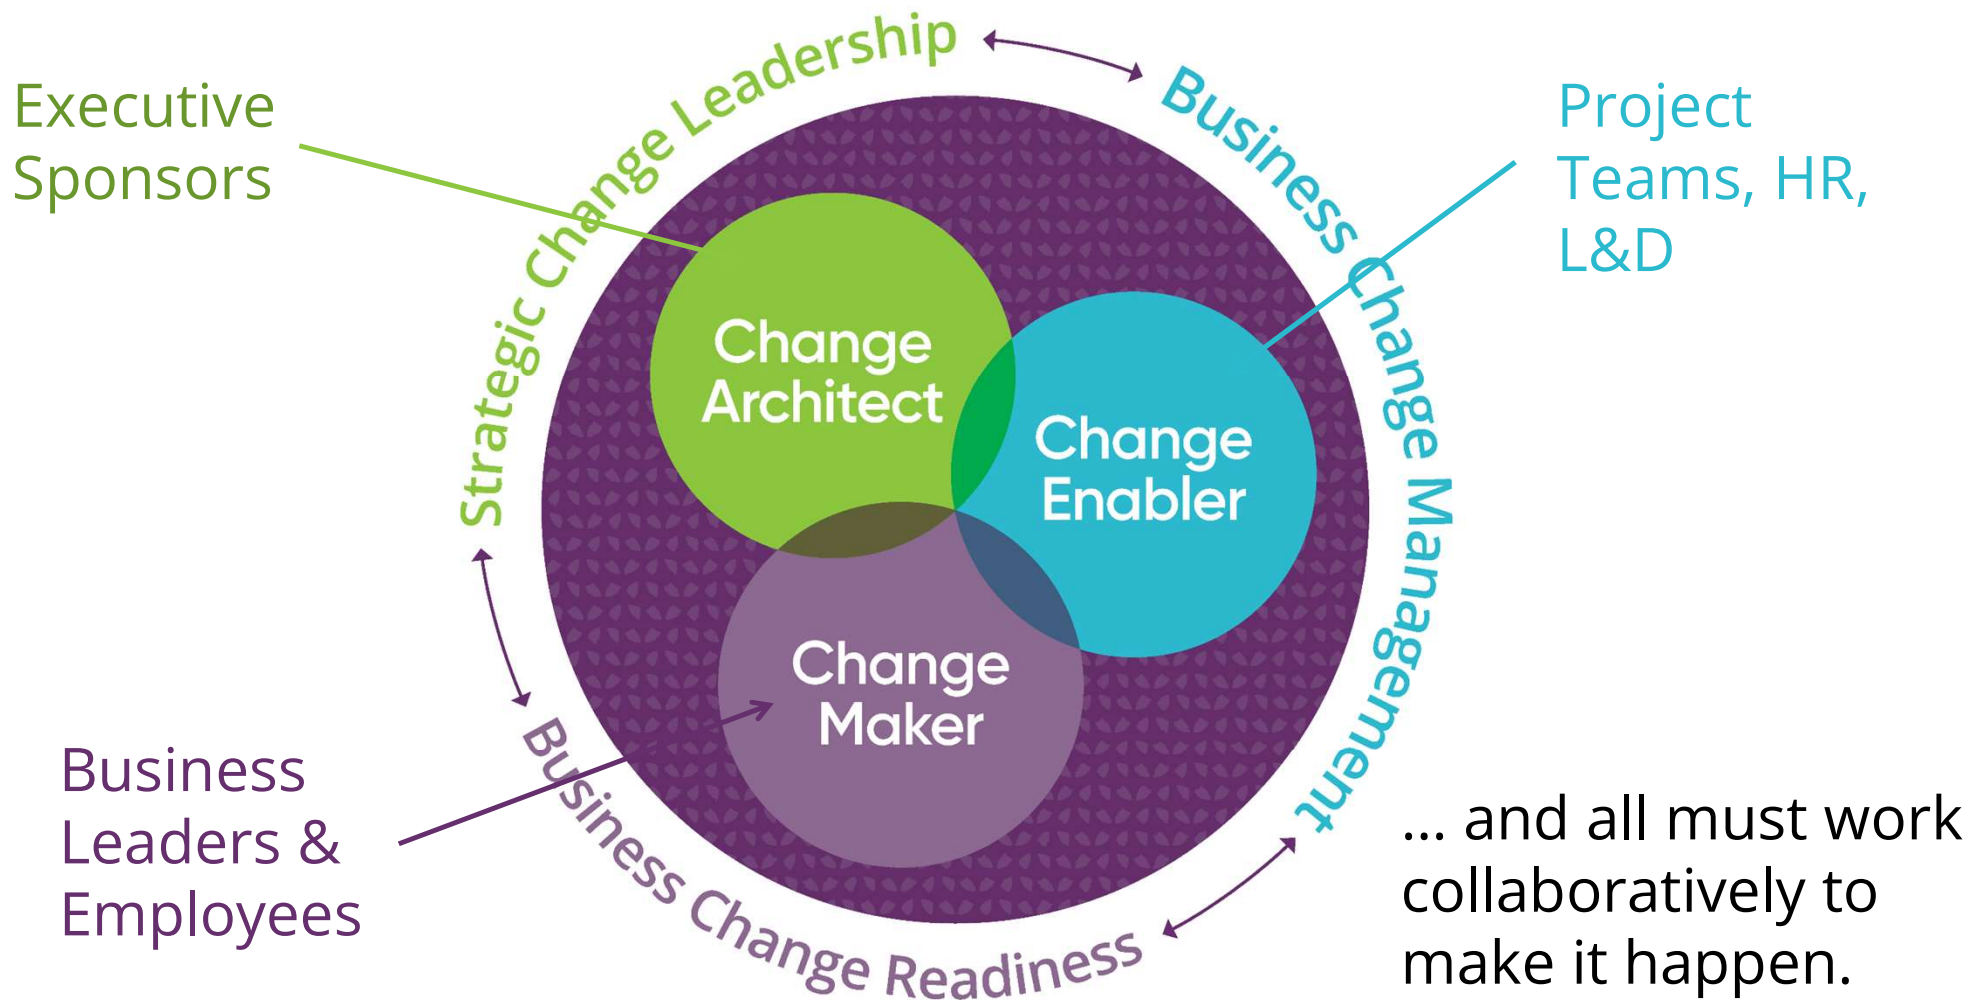 Executive
Sponsors
Strategic Change Leadership
Business Change Management
Project
Teams, HR,
L&D
Change
Architect
Change
Enabler
Change
Maker
Business
Leaders &
Employees
Business Change Readiness
... and all must work
collaboratively to
make it happen.